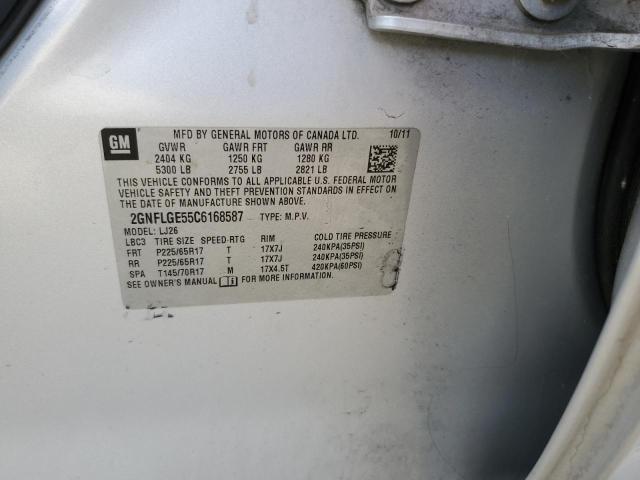 GM
MFD BY GENERAL MOTORS OF CANADA LTD. 10/11
GVWR GAWR FRT GAWR RR
2404 KG 1250 KG 1280 KG
5300 LB 2755 LB 2821 LB
THIS VEHICLE CONFORMS TO ALL APPLICABLE U.S. FEDERAL MOTOR
VEHICLE SAFETY AND THEFT PREVENTION STANDARDS IN EFFECT ON
THE DATE OF MANUFACTURE SHOWN ABOVE.
2GNFLGE55C6168587 TYPE: M.P.V.
MODEL: LJ26
LBC3 TIRE SIZE SPEED-RTG RIM COLD TIRE PRESSURE
FRT P225/65R17 T 17X7J 240KPA(35PSI)
RR P225/65R17 T 17X7J 240KPA(35PSI)
SPA T145/70R17 M 17X4.5T 420KPA(60PSI)
SEE OWNER'S MANUAL FOR MORE INFORMATION.